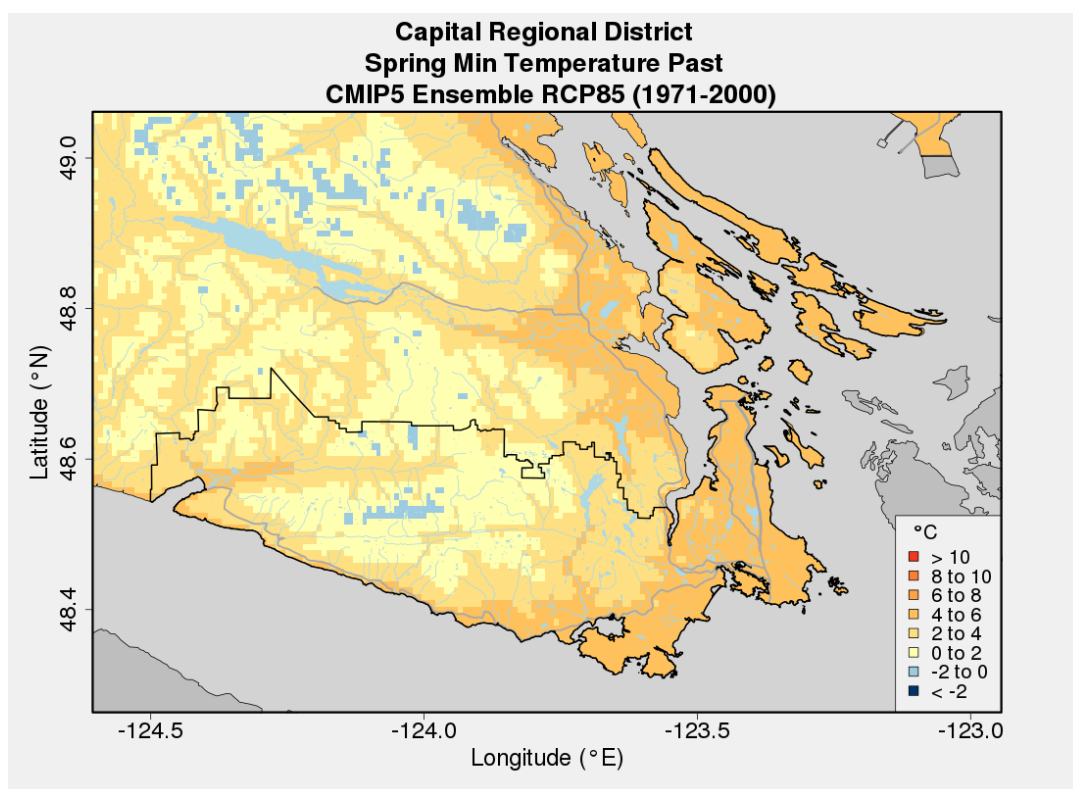 Capital Regional District
Spring Min Temperature Past
CMIP5 Ensemble RCP85 (1971-2000)
Latitude (°N)
49.0
48.8
48.6
48.4
°C
> 10
8 to 10
6 to 8
4 to 6
2 to 4
0 to 2
-2 to 0
< -2
-124.5
-124.0
-123.5
-123.0
Longitude (°E)